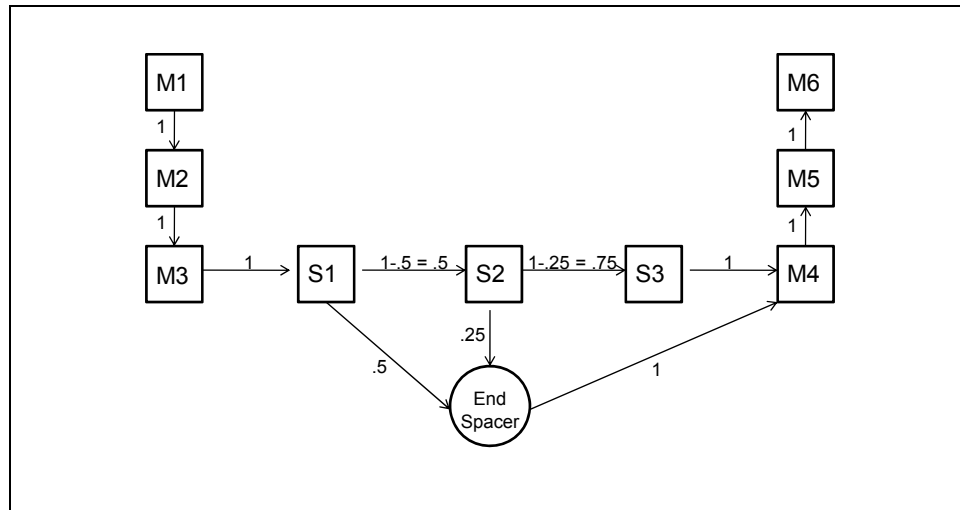 M1
M6
1
1
M2
M5
1
1
M3
1
S1
1-.5 = .5
S2
1-.25 = .75
S3
1
M4
.5
.25
1
End
Spacer